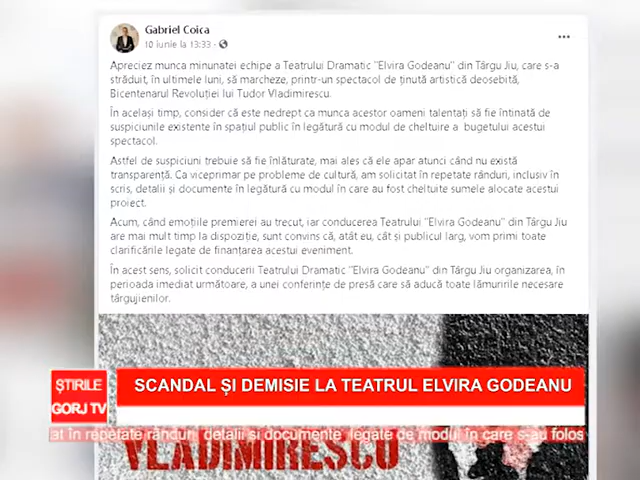 Gabriel Coica
10 iunie la 13:33 ·
Apreciez munca minunatei echipe a Teatrului Dramatic "Elvira Godeanu" din Târgu Jiu, care s-a
străduit, în ultimele luni, să marcheze, printr-un spectacol de ținută artistică deosebită,
Bicentenarul Revoluției lui Tudor Vladimirescu.
În același timp, consider că este nedrept ca munca acestor oameni talentați să fie întinată de
suspiciunile existente în spațiul public în legătură cu modul de cheltuire a bugetului acestui
spectacol.
Astfel de suspiciuni trebuie să fie înlăturate, mai ales că ele apar atunci când nu există
transparență. Ca viceprimar pe probleme de cultură, am solicitat în repetate rânduri, inclusiv în
scris, detalii și documente în legătură cu modul în care au fost cheltuite sumele alocate acestui
proiect.
Acum, când emoțiile premierei au trecut, iar conducerea Teatrului "Elvira Godeanu" din Târgu Jiu
are mai mult timp la dispoziție, sunt convins că, atât eu, cât și publicul larg, vom primi toate
clarificările legate de finanțarea acestui eveniment.
În acest sens, solicit conducerii Teatrului Dramatic "Elvira Godeanu" din Târgu Jiu organizarea, în
perioada imediat următoare, a unei conferințe de presă care să aducă toate lămuririle necesare
târgujienilor.
ȘTIRILE
GORJ TV
SCANDAL ȘI DEMISIE LA TEATRUL ELVIRA GODEANU
at în repetate rânduri, detalii și documente legate de modul în care s-au folos
VLADIMIRESCU